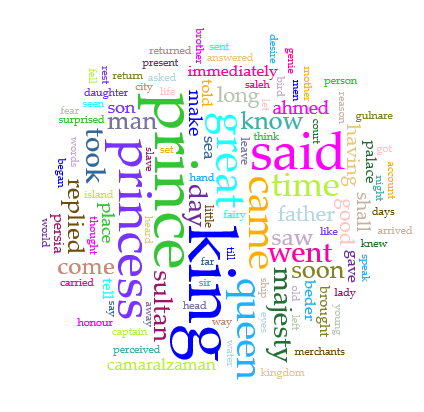 brother
returned
sent
desire
present
answered
genie
asked
immediately
men
mother
person
rest
return
city
bird
fell
daughter
life
told
long
saleh
let
ahmed
reason
seen
son
make
fear
surprised
man
prince
great
know
court
gulnare
words
took
slave
set
sea
leave
think
said
having
palace
got
began
princess
day
hand
came
time
night
account
island
replied
place
little
fairy
father
good
shall
days
world
persia
thought
heard
king
till
like
saw
went
knew
arrived
come
sultan
far
queen
soon
gave
speak
carried
tell
say
away
sir
ship
majesty
beder
brought
lady
honour
head
eyes
old
left
young
captain
way
perceived
water
merchants
camaralzaman
kingdom